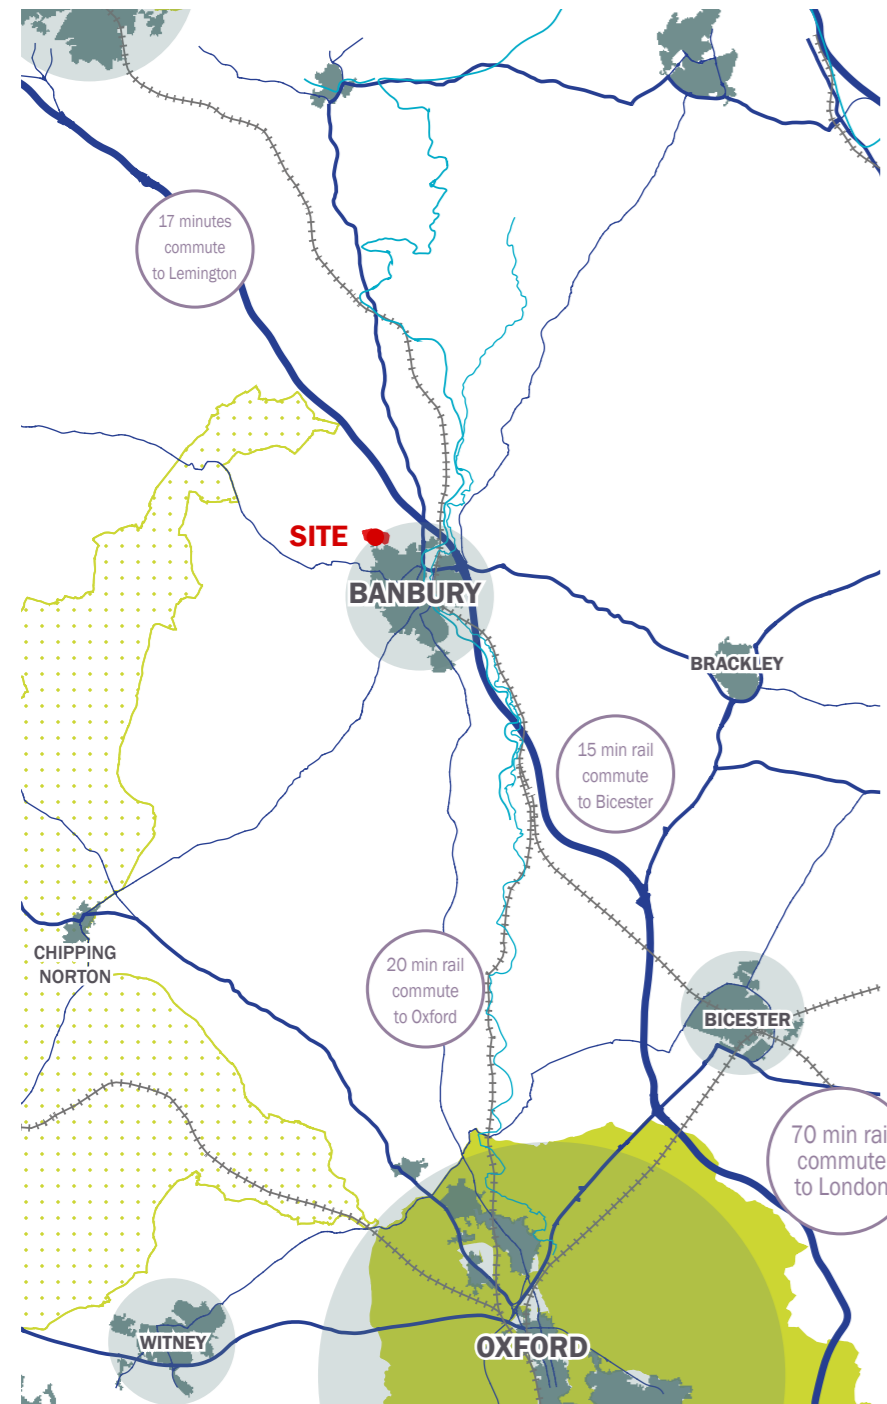 17 minutes
commute
to Lemington
SITE
BANBURY
BRACKLEY
15 min rail
commute
to Bicester
CHIPPING
NORTON
20 min rail
commute
to Oxford
BICESTER
70 min rai
commute
to London
WITNEY
OXFORD